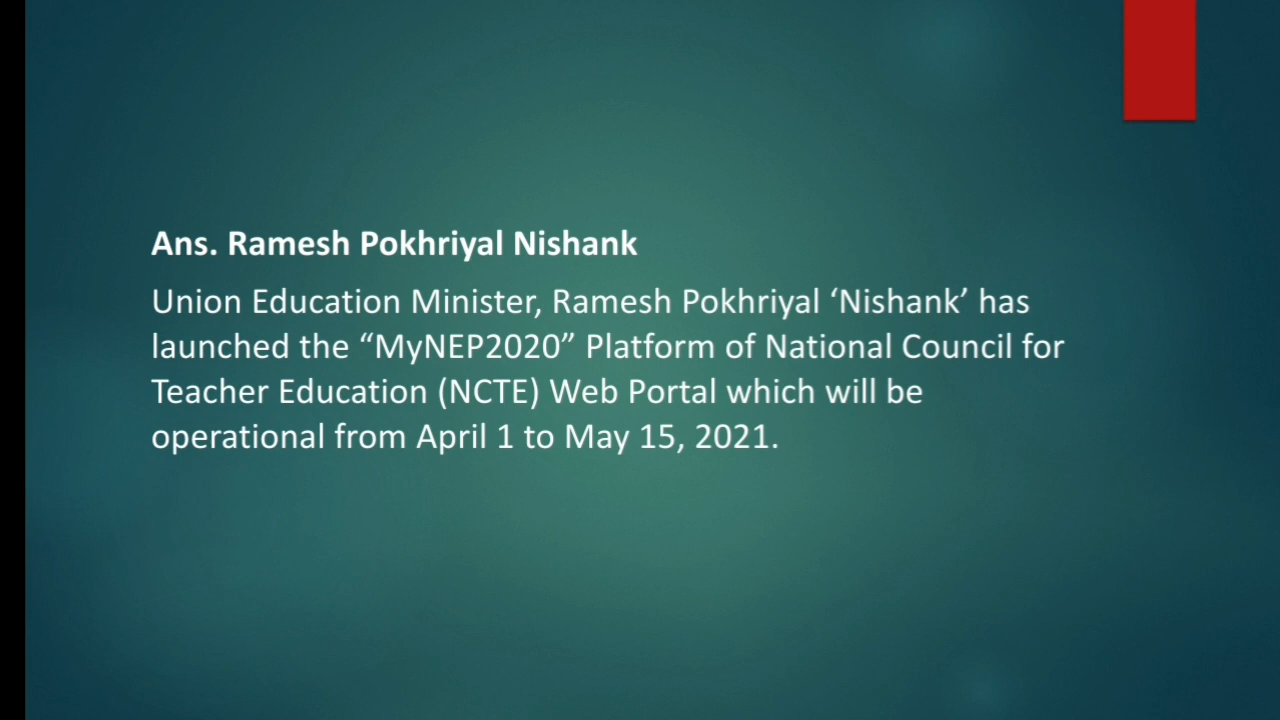 Ans. Ramesh Pokhriyal Nishank
Union Education Minister, Ramesh Pokhriyal ‘Nishank’ has
launched the “MyNEP2020” Platform of National Council for
Teacher Education (NCTE) Web Portal which will be
operational from April 1 to May 15, 2021.